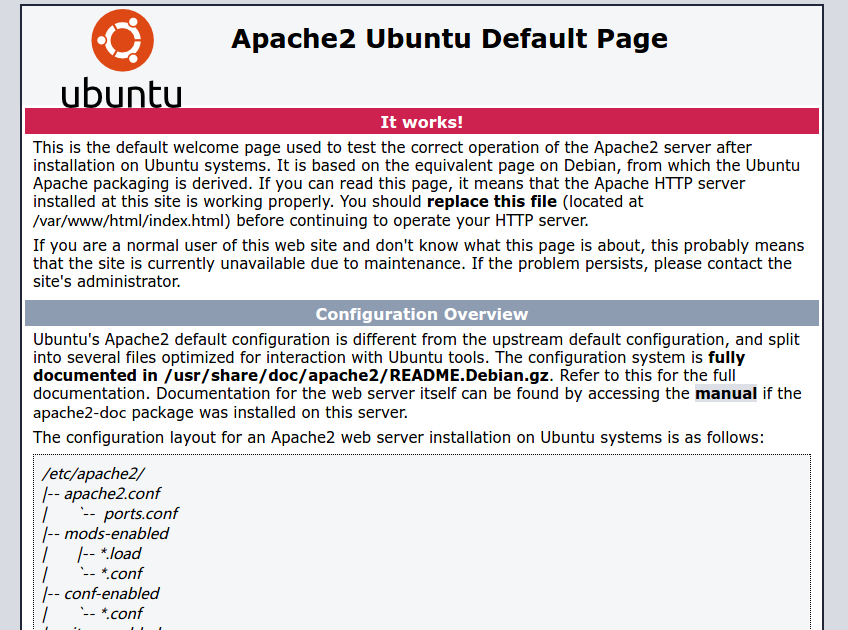 ubuntu
Apache2 Ubuntu Default Page
It works!
This is the default welcome page used to test the correct operation of the Apache2 server after
installation on Ubuntu systems. It is based on the equivalent page on Debian, from which the Ubuntu
Apache packaging is derived. If you can read this page, it means that the Apache HTTP server
installed at this site is working properly. You should replace this file (located at
/var/www/html/index.html) before continuing to operate your HTTP server.
If you are a normal user of this web site and don't know what this page is about, this probably means
that the site is currently unavailable due to maintenance. If the problem persists, please contact the
site's administrator.
Configuration Overview
Ubuntu's Apache2 default configuration is different from the upstream default configuration, and split
into several files optimized for interaction with Ubuntu tools. The configuration system is fully
documented in /usr/share/doc/apache2/README.Debian.gz. Refer to this for the full
documentation. Documentation for the web server itself can be found by accessing the manual if the
apache2-doc package was installed on this server.
The configuration layout for an Apache2 web server installation on Ubuntu systems is as follows:
/etc/apache2/
|-- apache2.conf
|       `--  ports.conf
|-- mods-enabled
|       |-- *.load
|       `-- *.conf
|-- conf-enabled
|       `-- *.conf